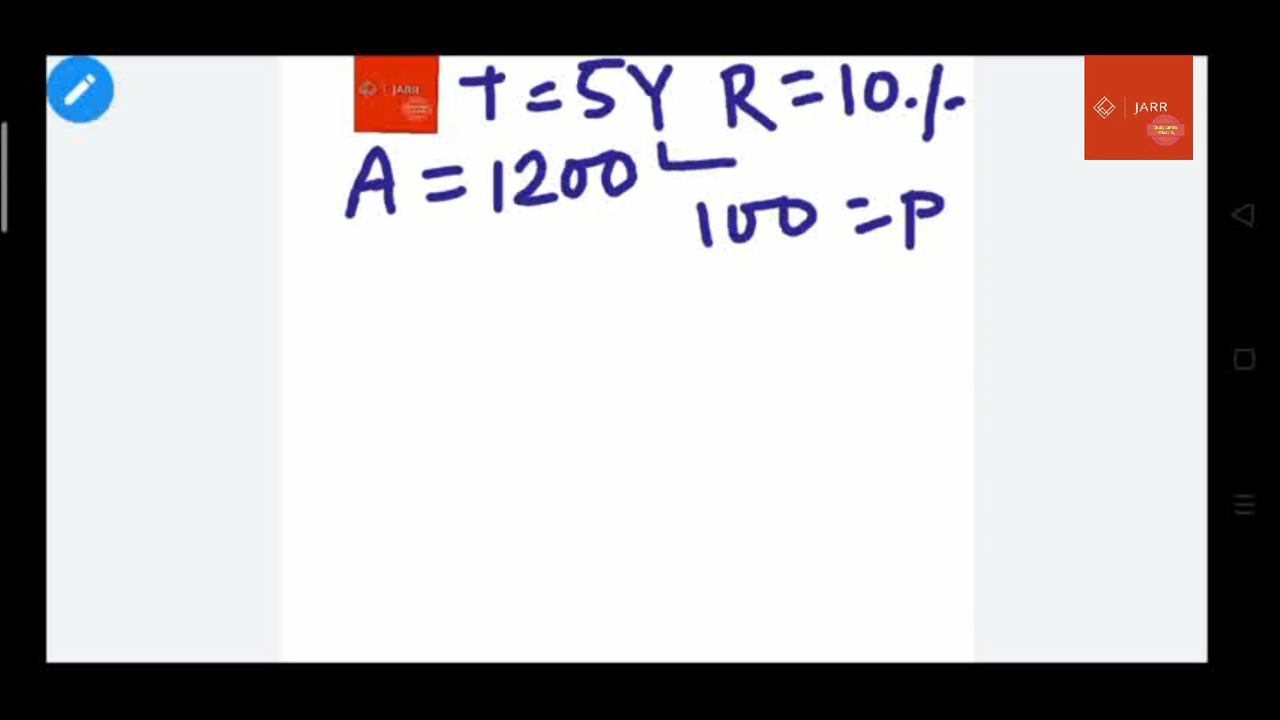 JARR
T = 5Y R = 10%
JARR
A = 1200
100 = P